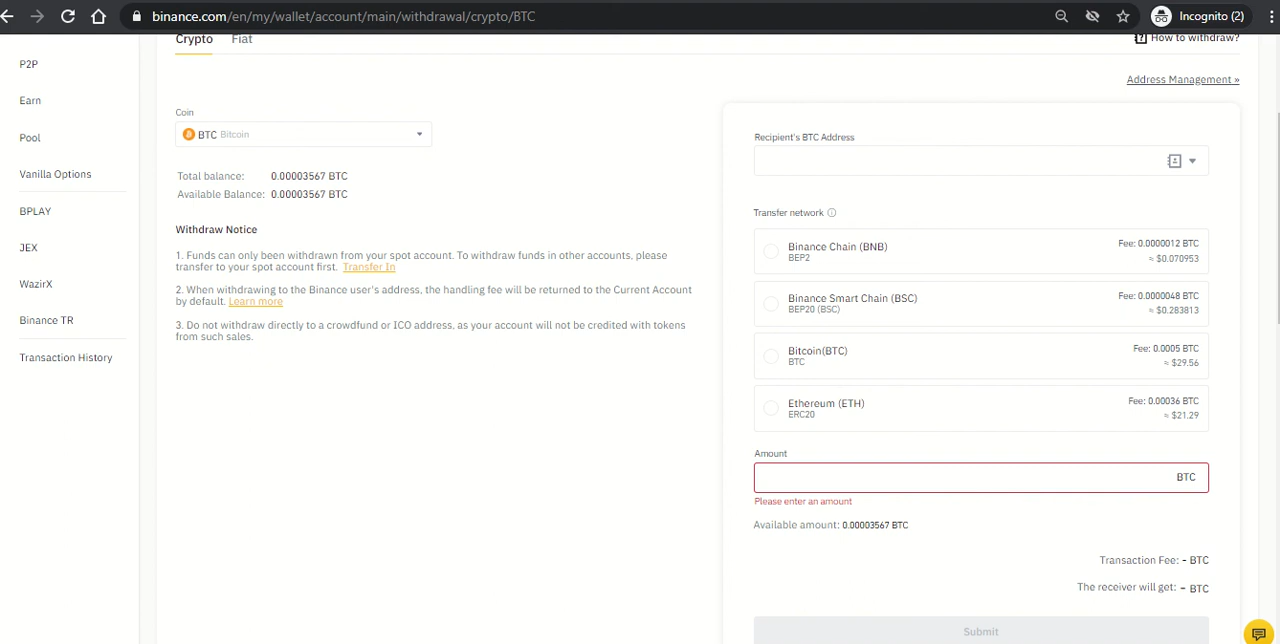 binance.com/en/my/wallet/account/main/withdrawal/crypto/BTC
Incognito (2)
Crypto Fiat
How to withdraw?
P2P
Earn
Pool
Vanilla Options
BPLAY
JEX
WazirX
Binance TR
Transaction History
Address Management »
Coin
BTC Bitcoin
Total balance: 0.00003567 BTC
Available Balance: 0.00003567 BTC
Withdraw Notice
1. Funds can only been withdrawn from your spot account. To withdraw funds in other accounts, please
transfer to your spot account first. Transfer In
2. When withdrawing to the Binance user's address, the handling fee will be returned to the Current Account
by default. Learn more
3. Do not withdraw directly to a crowdfund or ICO address, as your account will not be credited with tokens
from such sales.
Recipient's BTC Address
Transfer network
Binance Chain (BNB) Fee: 0.0000012 BTC
BEP2 ≈ $0.070953
Binance Smart Chain (BSC) Fee: 0.0000048 BTC
BEP20 (BSC) ≈ $0.283813
Bitcoin(BTC) Fee: 0.0005 BTC
BTC ≈ $29.56
Ethereum (ETH) Fee: 0.00036 BTC
ERC20 ≈ $21.29
Amount
BTC
Please enter an amount
Available amount: 0.00003567 BTC
Transaction Fee: - BTC
The receiver will get: - BTC
Submit